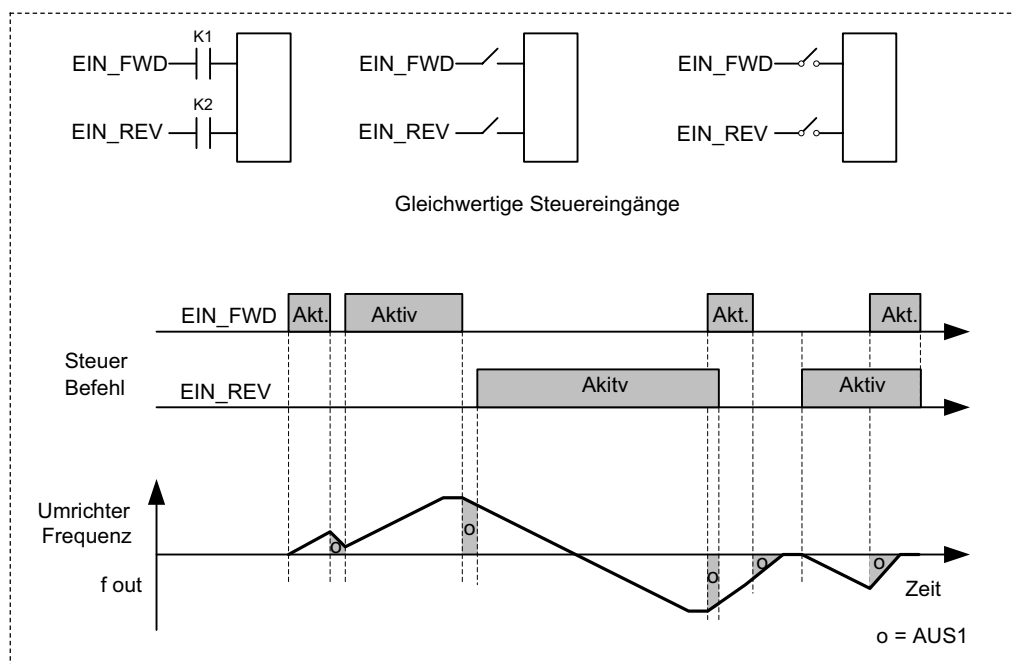 K1
EIN_FWD
K2
EIN_REV
EIN_FWD
EIN_REV
EIN_FWD
EIN_REV
Gleichwertige Steuereingänge
EIN_FWD
Akt.
Aktiv
Akt.
Akt.
Steuer
Befehl
EIN_REV
Akitv
Aktiv
Umrichter
Frequenz
f out
o
o
o
o
o
Zeit
o = AUS1